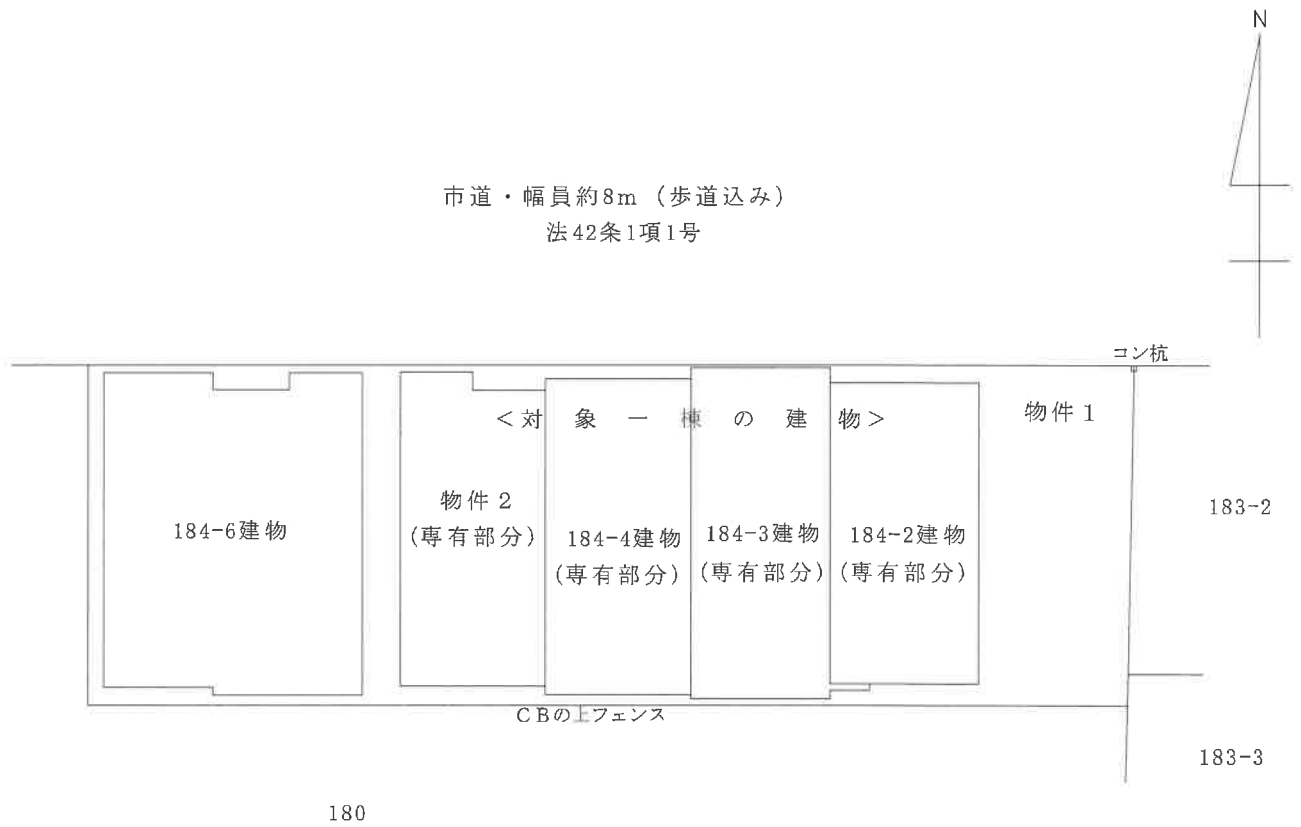 N
市道・幅員約8m（歩道込み）
法42条1項1号
コン杭
＜対象一棟の建物＞
物件1
物件2
(専有部分)
184-6建物
184-4建物
(専有部分)
184-3建物
(専有部分)
184-2建物
(専有部分)
183-2
CBの上フェンス
183-3
180